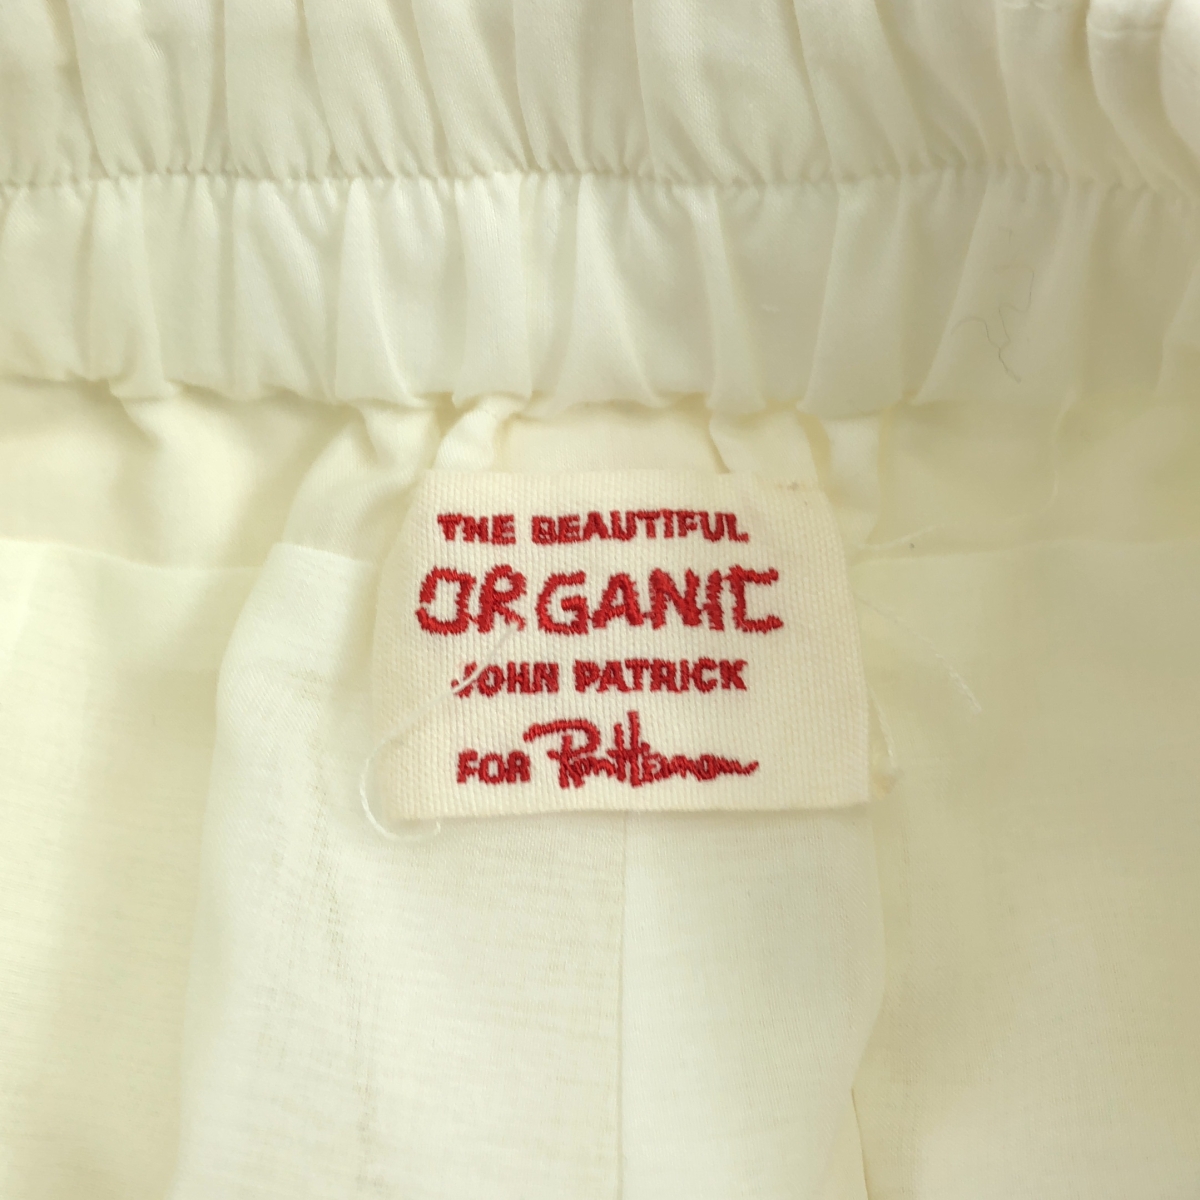 THE BEAUTIFUL
ORGANIC
JOHN PATRICK
FOR Ron Herman